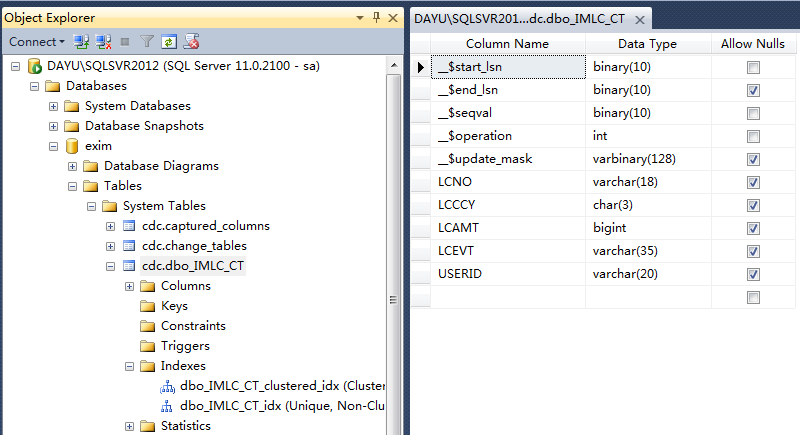 Object Explorer
Connect
DAYU\SQLSVR2012 (SQL Server 11.0.2100 - sa)
Databases
System Databases
Database Snapshots
exim
Database Diagrams
Tables
System Tables
cdc.captured_columns
cdc.change_tables
cdc.dbo_IMLC_CT
Columns
Keys
Constraints
Triggers
Indexes
dbo_IMLC_CT_clustered_idx (Cluster
dbo_IMLC_CT_idx (Unique, Non-Clu
Statistics
DAYU\SQLSVR201...dc.dbo_IMLC_CT
Column Name Data Type Allow Nulls
__$start_lsn binary(10)
__$end_lsn binary(10)
__$seqval binary(10)
__$operation int
__$update_mask varbinary(128)
LCNO varchar(18)
LCCCY char(3)
LCAMT bigint
LCEVT varchar(35)
USERID varchar(20)